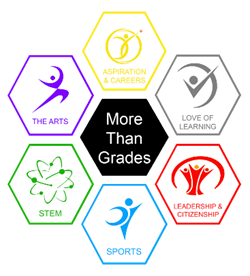 ASPIRATION
& CAREERS
THE ARTS
More
Than
Grades
LOVE OF
LEARNING
STEM
LEADERSHIP &
CITIZENSHIP
SPORTS